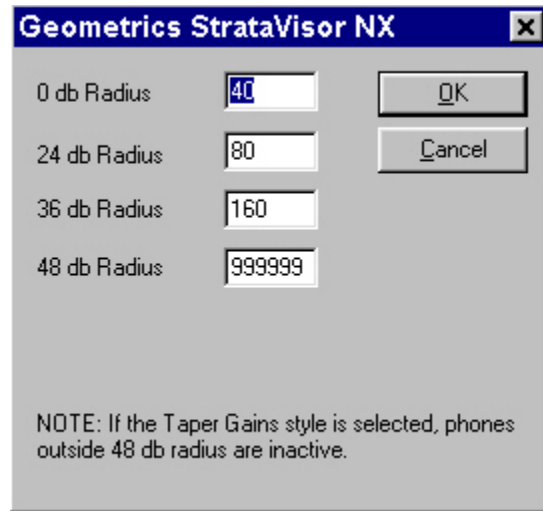 Geometrics StrataVisor NX
0 db Radius 40 OK
24 db Radius 80 Cancel
36 db Radius 160
48 db Radius 999999
NOTE: If the Taper Gains style is selected, phones
outside 48 db radius are inactive.